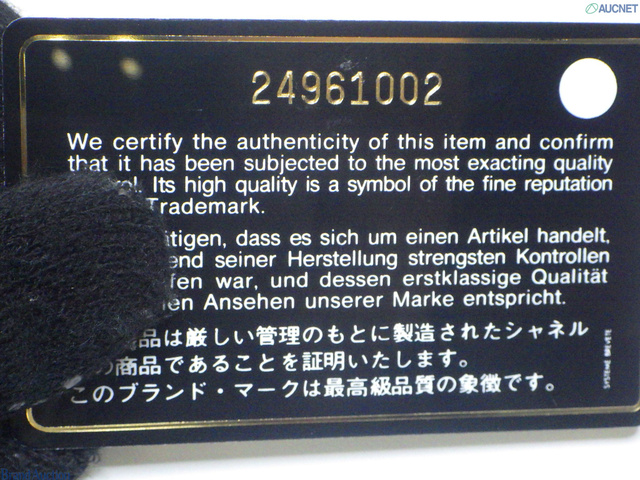 AUCNET
24961002
We certify the authenticity of this item and confirm
that it has been subjected to the most exacting quality
Its high quality is a symbol of the fine reputation
Trademark.
dass es sich um einen Artikel handelt,
seiner Herstellung strengsten Kontrollen
war, und dessen erstklassige Qualität
Ansehen unserer Marke entspricht.
品は厳しい管理のもとに製造されたシャネル
の商品であることを証明いたします。
このブランド・マークは最高級品質の象徴です。
SYSTEME BREVETE